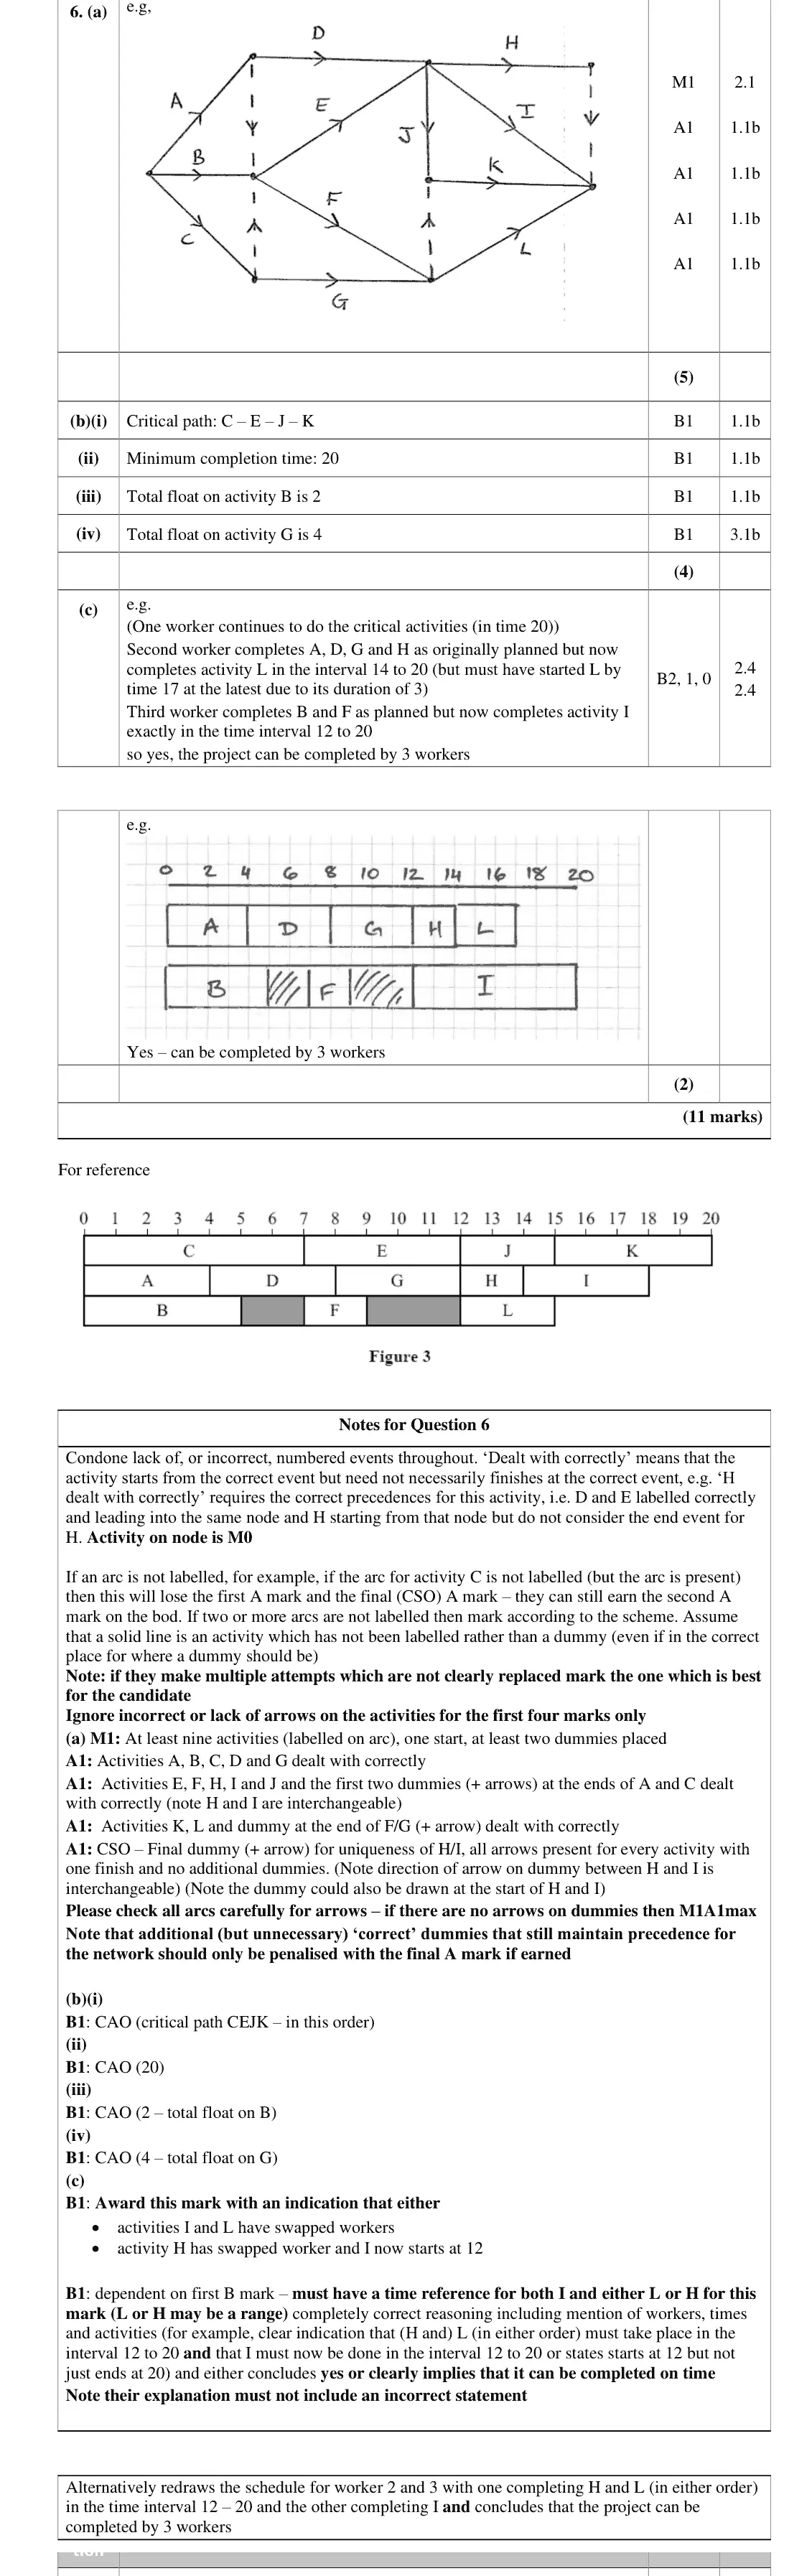 6. (a) e.g,
D
H
A
E
I
J
B
K
F
C
L
G
M1 2.1
A1 1.1b
A1 1.1b
A1 1.1b
A1 1.1b
(5)
(b)(i) Critical path: C – E – J – K B1 1.1b
(ii) Minimum completion time: 20 B1 1.1b
(iii) Total float on activity B is 2 B1 1.1b
(iv) Total float on activity G is 4 B1 3.1b
(4)
(c) e.g.
(One worker continues to do the critical activities (in time 20))
Second worker completes A, D, G and H as originally planned but now
completes activity L in the interval 14 to 20 (but must have started L by
time 17 at the latest due to its duration of 3)
Third worker completes B and F as planned but now completes activity I
exactly in the time interval 12 to 20
so yes, the project can be completed by 3 workers
B2, 1, 0 2.4
2.4
e.g.
0 2 4 6 8 10 12 14 16 18 20
A D G H L
B F I
Yes – can be completed by 3 workers
(2)
(11 marks)
For reference
0 1 2 3 4 5 6 7 8 9 10 11 12 13 14 15 16 17 18 19 20
C E J K
A D G H I
B F L
Figure 3
Notes for Question 6
Condone lack of, or incorrect, numbered events throughout. ‘Dealt with correctly’ means that the
activity starts from the correct event but need not necessarily finishes at the correct event, e.g. ‘H
dealt with correctly’ requires the correct precedences for this activity, i.e. D and E labelled correctly
and leading into the same node and H starting from that node but do not consider the end event for
H. Activity on node is M0
If an arc is not labelled, for example, if the arc for activity C is not labelled (but the arc is present)
then this will lose the first A mark and the final (CSO) A mark – they can still earn the second A
mark on the bod. If two or more arcs are not labelled then mark according to the scheme. Assume
that a solid line is an activity which has not been labelled rather than a dummy (even if in the correct
place for where a dummy should be)
Note: if they make multiple attempts which are not clearly replaced mark the one which is best
for the candidate
Ignore incorrect or lack of arrows on the activities for the first four marks only
(a) M1: At least nine activities (labelled on arc), one start, at least two dummies placed
A1: Activities A, B, C, D and G dealt with correctly
A1: Activities E, F, H, I and J and the first two dummies (+ arrows) at the ends of A and C dealt
with correctly (note H and I are interchangeable)
A1: Activities K, L and dummy at the end of F/G (+ arrow) dealt with correctly
A1: CSO – Final dummy (+ arrow) for uniqueness of H/I, all arrows present for every activity with
one finish and no additional dummies. (Note direction of arrow on dummy between H and I is
interchangeable) (Note the dummy could also be drawn at the start of H and I)
Please check all arcs carefully for arrows – if there are no arrows on dummies then M1A1max
Note that additional (but unnecessary) ‘correct’ dummies that still maintain precedence for
the network should only be penalised with the final A mark if earned
(b)(i)
B1: CAO (critical path CEJK – in this order)
(ii)
B1: CAO (20)
(iii)
B1: CAO (2 – total float on B)
(iv)
B1: CAO (4 – total float on G)
(c)
B1: Award this mark with an indication that either
• activities I and L have swapped workers
• activity H has swapped worker and I now starts at 12
B1: dependent on first B mark – must have a time reference for both I and either L or H for this
mark (L or H may be a range) completely correct reasoning including mention of workers, times
and activities (for example, clear indication that (H and) L (in either order) must take place in the
interval 12 to 20 and that I must now be done in the interval 12 to 20 or states starts at 12 but not
just ends at 20) and either concludes yes or clearly implies that it can be completed on time
Note their explanation must not include an incorrect statement
Alternatively redraws the schedule for worker 2 and 3 with one completing H and L (in either order)
in the time interval 12 – 20 and the other completing I and concludes that the project can be
completed by 3 workers